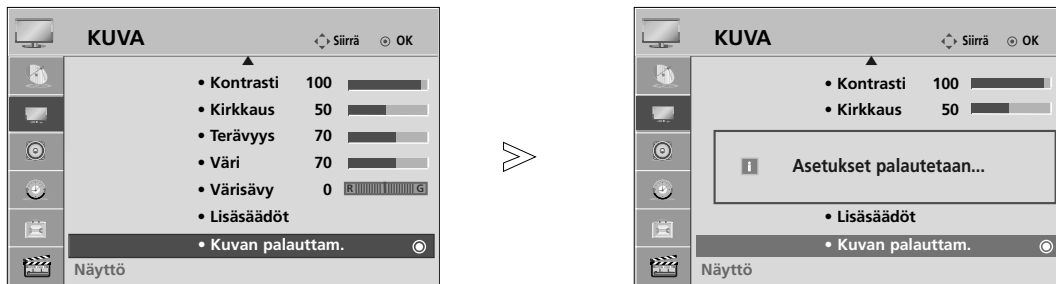 KUVA Siirrä OK
• Kontrasti 100
• Kirkkaus 50
• Terävyys 70
• Väri 70
• Värisävy 0 R G
• Lisäsäädöt
• Kuvan palauttam.
Näyttö
KUVA Siirrä OK
• Kontrasti 100
• Kirkkaus 50
i Asetukset palautetaan...
• Lisäsäädöt
• Kuvan palauttam.
Näyttö